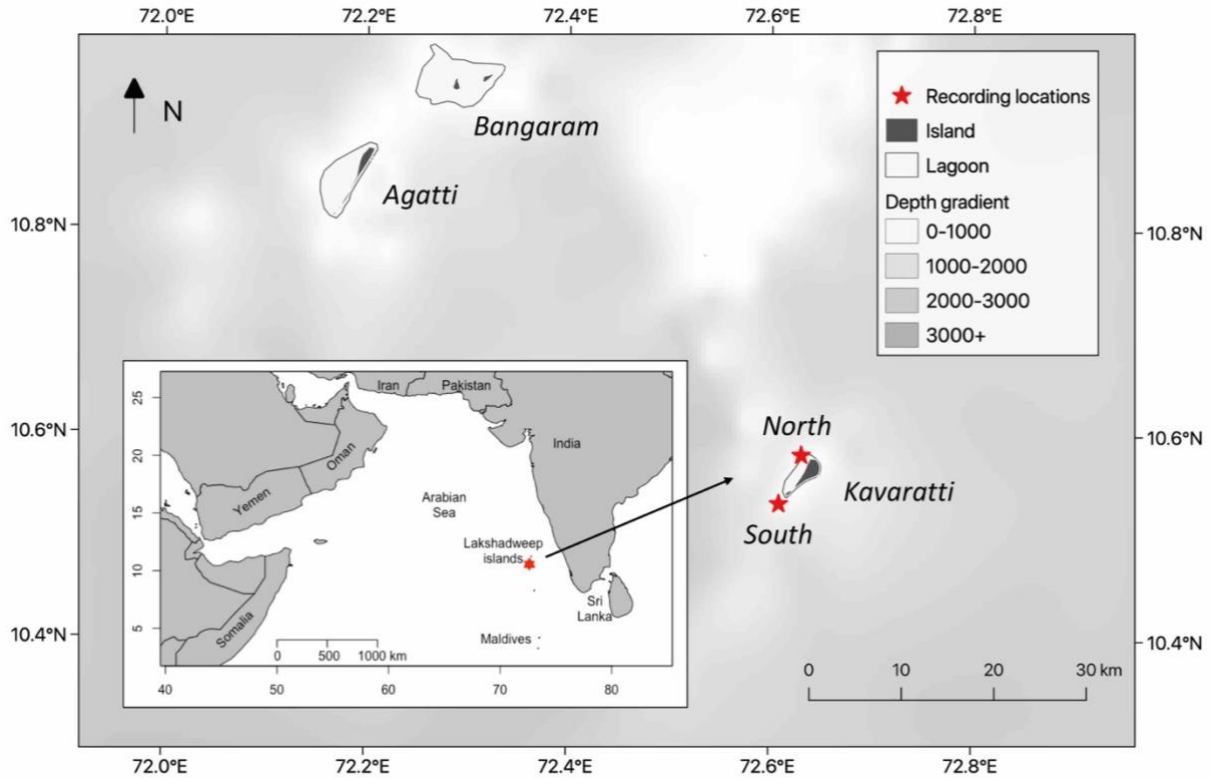 72.0°E 72.2°E 72.4°E 72.6°E 72.8°E
N
Bangaram
Agatti
Recording locations
Island
Lagoon
Depth gradient
0-1000
1000-2000
2000-3000
3000+
10.8°N 10.8°N
10.6°N 10.6°N
10.4°N 10.4°N
North
Kavaratti
South
25
20
15
10
5
Iran Pakistan
India
Oman
Yemen
Arabian
Sea
Lakshadweep
islands
Somalia
Sri
Lanka
Maldives
0 500 1000 km
40 50 60 70 80
0 10 20 30 km
72.0°E 72.2°E 72.4°E 72.6°E 72.8°E